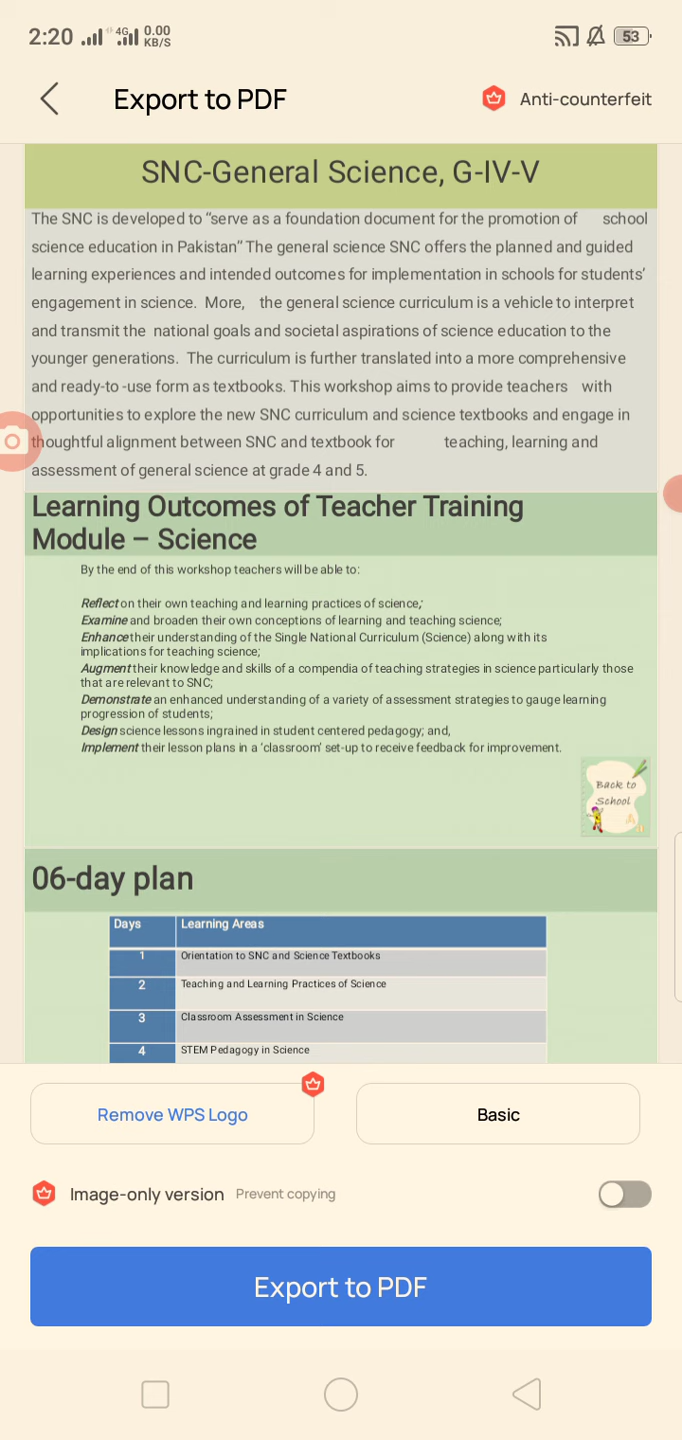 2:20 4G 0.00 KB/S 53
Export to PDF Anti-counterfeit
SNC-General Science, G-IV-V
The SNC is developed to “serve as a foundation document for the promotion of school
science education in Pakistan” The general science SNC offers the planned and guided
learning experiences and intended outcomes for implementation in schools for students’
engagement in science. More, the general science curriculum is a vehicle to interpret
and transmit the national goals and societal aspirations of science education to the
younger generations. The curriculum is further translated into a more comprehensive
and ready-to -use form as textbooks. This workshop aims to provide teachers with
opportunities to explore the new SNC curriculum and science textbooks and engage in
thoughtful alignment between SNC and textbook for teaching, learning and
assessment of general science at grade 4 and 5.
Learning Outcomes of Teacher Training
Module – Science
By the end of this workshop teachers will be able to:
Reflect on their own teaching and learning practices of science;
Examine and broaden their own conceptions of learning and teaching science;
Enhance their understanding of the Single National Curriculum (Science) along with its
implications for teaching science;
Augment their knowledge and skills of a compendia of teaching strategies in science particularly those
that are relevant to SNC;
Demonstrate an enhanced understanding of a variety of assessment strategies to gauge learning
progression of students;
Design science lessons ingrained in student centered pedagogy; and,
Implement their lesson plans in a ‘classroom’ set-up to receive feedback for improvement.
Back to
School
06-day plan
Days Learning Areas
1 Orientation to SNC and Science Textbooks
2 Teaching and Learning Practices of Science
3 Classroom Assessment in Science
4 STEM Pedagogy in Science
Remove WPS Logo Basic
Image-only version Prevent copying
Export to PDF